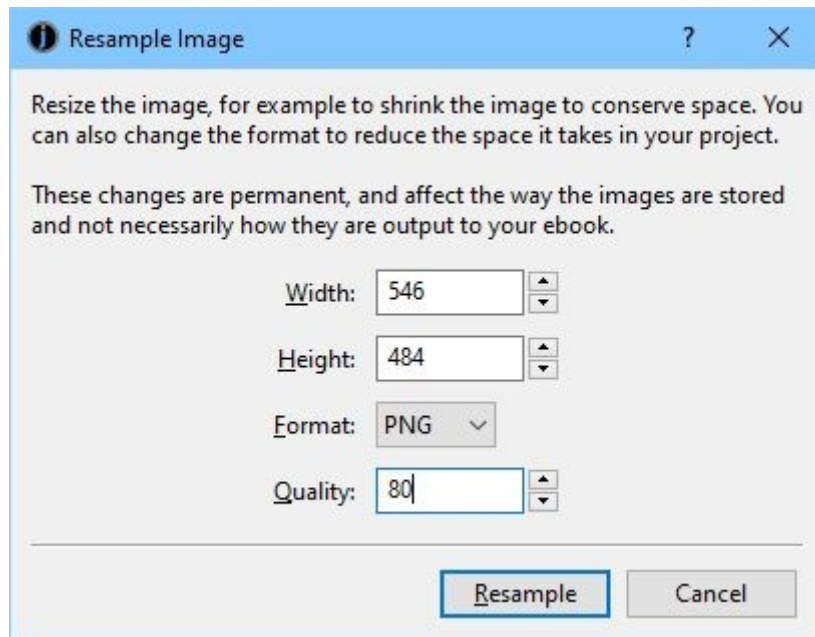 Resample Image
Resize the image, for example to shrink the image to conserve space. You
can also change the format to reduce the space it takes in your project.
These changes are permanent, and affect the way the images are stored
and not necessarily how they are output to your ebook.
Width: 546
Height: 484
Format: PNG
Quality: 80
Resample Cancel